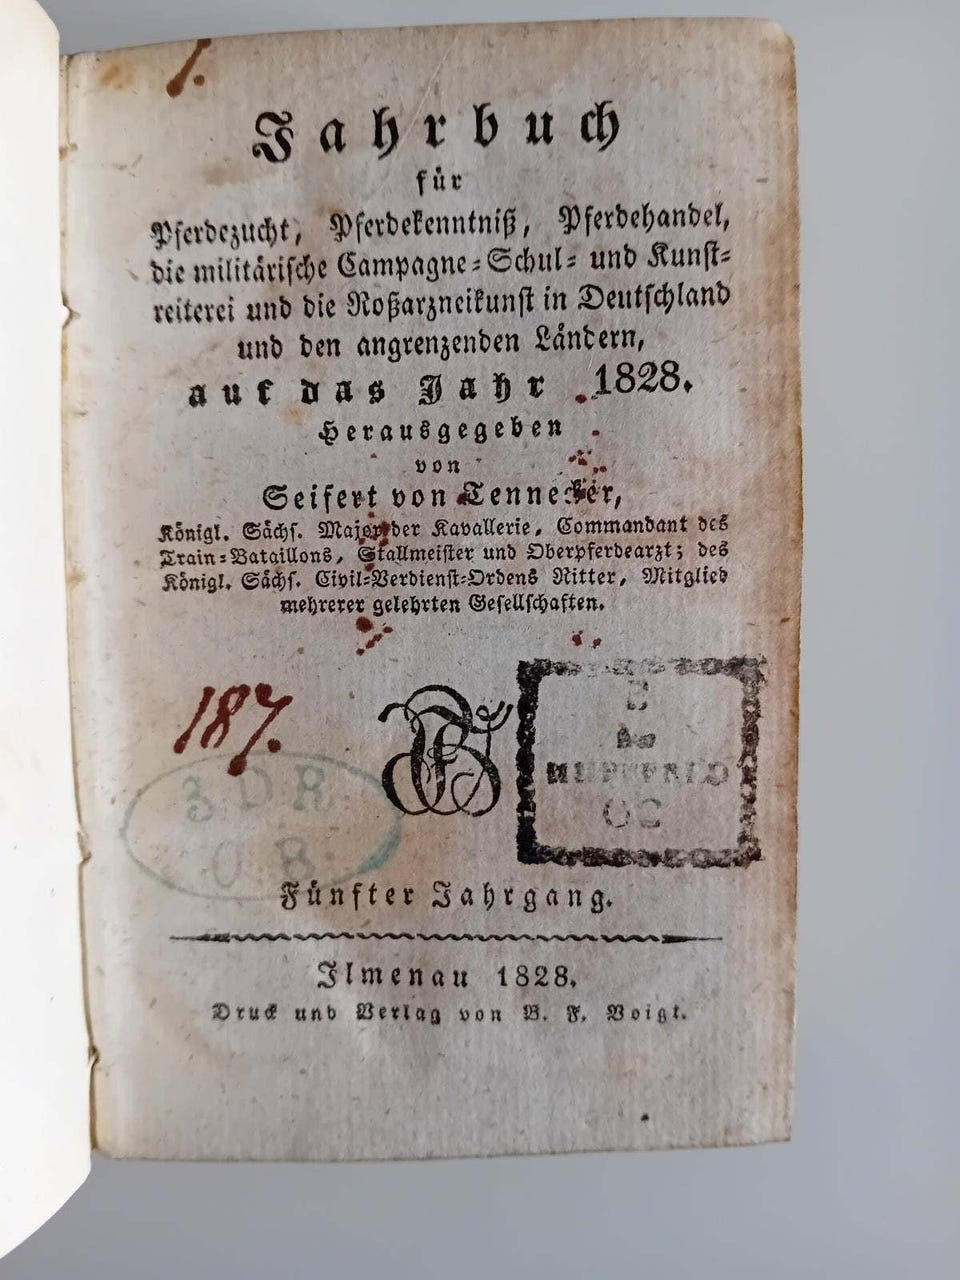 1.
Jahrbuch
für
Pferdezucht, Pferdekenntniß, Pferdehandel,
die militärische Campagne-Schul- und Kunst-
reiterei und die Roßarzneikunst in Deutschland
und den angrenzenden Ländern,
auf das Jahr 1828.
Herausgegeben
von
Seifert von Tennecker,
Königl. Sächs. Major der Kavallerie, Commandant des
Train-Bataillons, Stallmeister und Oberpferdearzt; des
Königl. Sächs. Civil-Verdienst-Ordens Ritter, Mitglied
mehrerer gelehrten Gesellschaften.
187.
Fünfter Jahrgang.
Ilmenau 1828.
Druck und Verlag von B. F. Voigt.